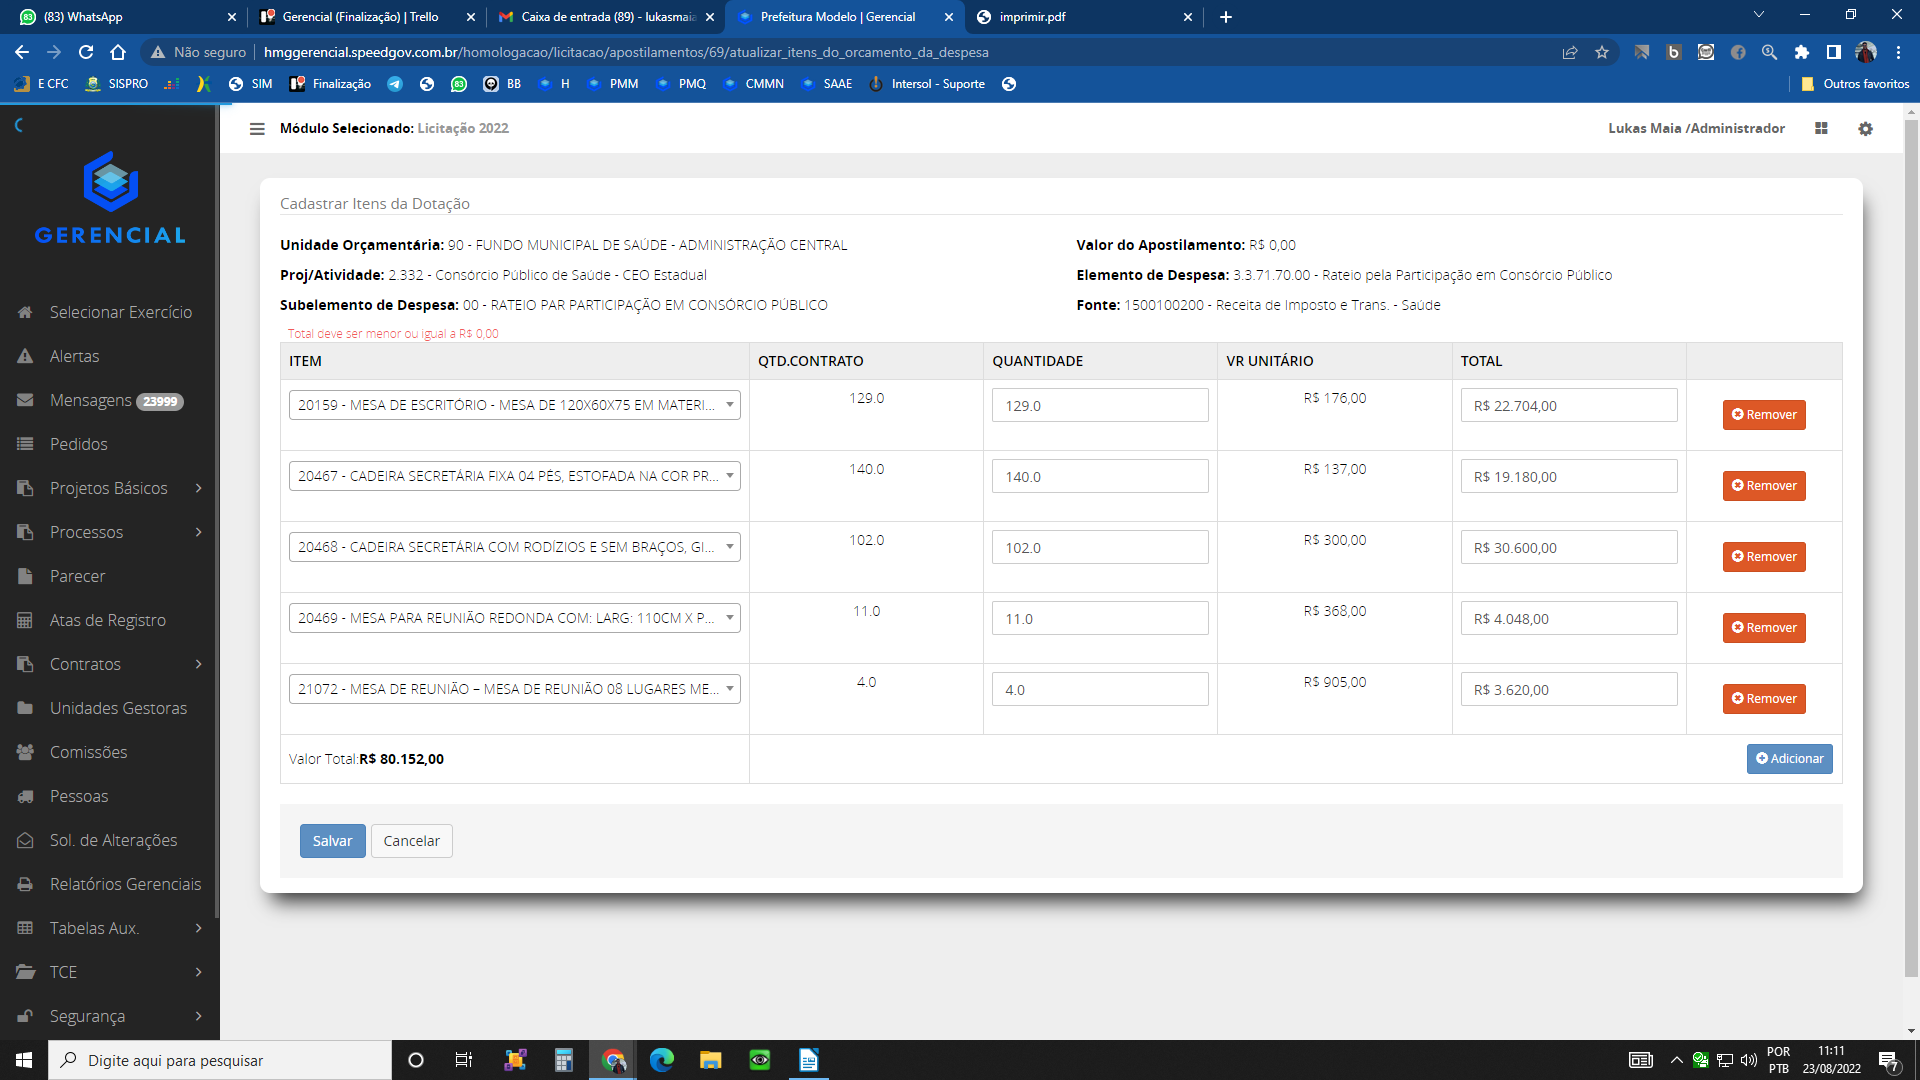 (83) WhatsApp
Gerencial (Finalização) | Trello
Caixa de entrada (89) - lukasmaia
Prefeitura Modelo | Gerencial
imprimir.pdf
Não seguro
hmggerencial.speedgov.com.br/homologacao/licitacao/apostilamentos/69/atualizar_itens_do_orcamento_da_despesa
E CFC
SISPRO
SIM
Finalização
83
BB
H
PMM
PMQ
CMMN
SAAE
Intersol - Suporte
Outros favoritos
GERENCIAL
Selecionar Exercício
Alertas
Mensagens 23999
Pedidos
Projetos Básicos
Processos
Parecer
Atas de Registro
Contratos
Unidades Gestoras
Comissões
Pessoas
Sol. de Alterações
Relatórios Gerenciais
Tabelas Aux.
TCE
Segurança
Módulo Selecionado: Licitação 2022
Lukas Maia /Administrador
Cadastrar Itens da Dotação
Unidade Orçamentária: 90 - FUNDO MUNICIPAL DE SAÚDE - ADMINISTRAÇÃO CENTRAL
Valor do Apostilamento: R$ 0,00
Proj/Atividade: 2.332 - Consórcio Público de Saúde - CEO Estadual
Elemento de Despesa: 3.3.71.70.00 - Rateio pela Participação em Consórcio Público
Subelemento de Despesa: 00 - RATEIO PAR PARTICIPAÇÃO EM CONSÓRCIO PÚBLICO
Fonte: 1500100200 - Receita de Imposto e Trans. - Saúde
Total deve ser menor ou igual a R$ 0,00
ITEM QTD.CONTRATO QUANTIDADE VR UNITÁRIO TOTAL
20159 - MESA DE ESCRITÓRIO - MESA DE 120X60X75 EM MATERI... 129.0 129.0 R$ 176,00 R$ 22.704,00 Remover
20467 - CADEIRA SECRETÁRIA FIXA 04 PÉS, ESTOFADA NA COR PR... 140.0 140.0 R$ 137,00 R$ 19.180,00 Remover
20468 - CADEIRA SECRETÁRIA COM RODÍZIOS E SEM BRAÇOS, GI... 102.0 102.0 R$ 300,00 R$ 30.600,00 Remover
20469 - MESA PARA REUNIÃO REDONDA COM: LARG: 110CM X P... 11.0 11.0 R$ 368,00 R$ 4.048,00 Remover
21072 - MESA DE REUNIÃO – MESA DE REUNIÃO 08 LUGARES ME... 4.0 4.0 R$ 905,00 R$ 3.620,00 Remover
Valor Total:R$ 80.152,00 Adicionar
Salvar Cancelar
Digite aqui para pesquisar
POR
PTB
11:11
23/08/2022
7